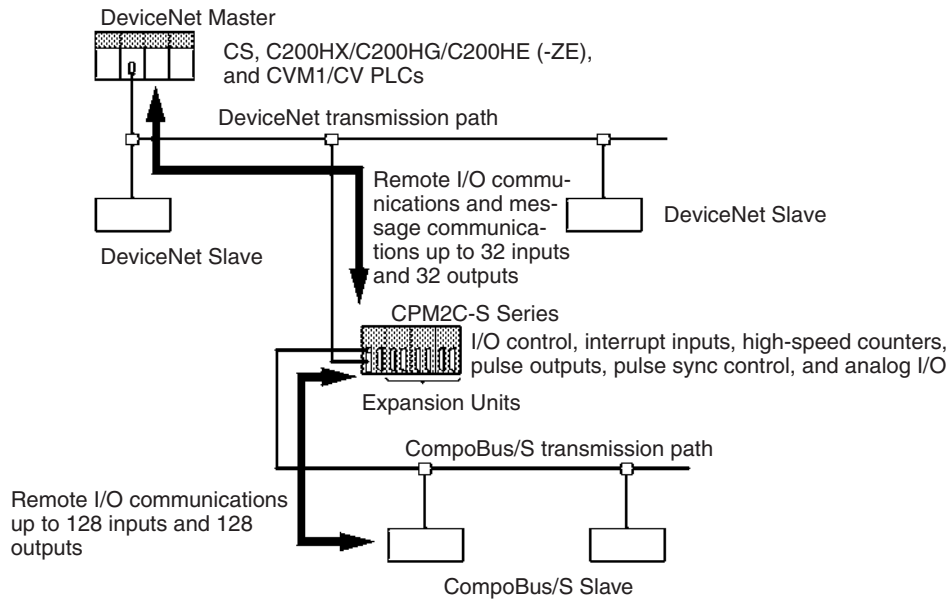 DeviceNet Master
CS, C200HX/C200HG/C200HE (-ZE),
and CVM1/CV PLCs
DeviceNet transmission path
Remote I/O commu-
nications and mes-
sage communica-
tions up to 32 inputs
and 32 outputs
DeviceNet Slave
DeviceNet Slave
CPM2C-S Series
I/O control, interrupt inputs, high-speed counters,
pulse outputs, pulse sync control, and analog I/O
Expansion Units
CompoBus/S transmission path
Remote I/O communications
up to 128 inputs and 128
outputs
CompoBus/S Slave